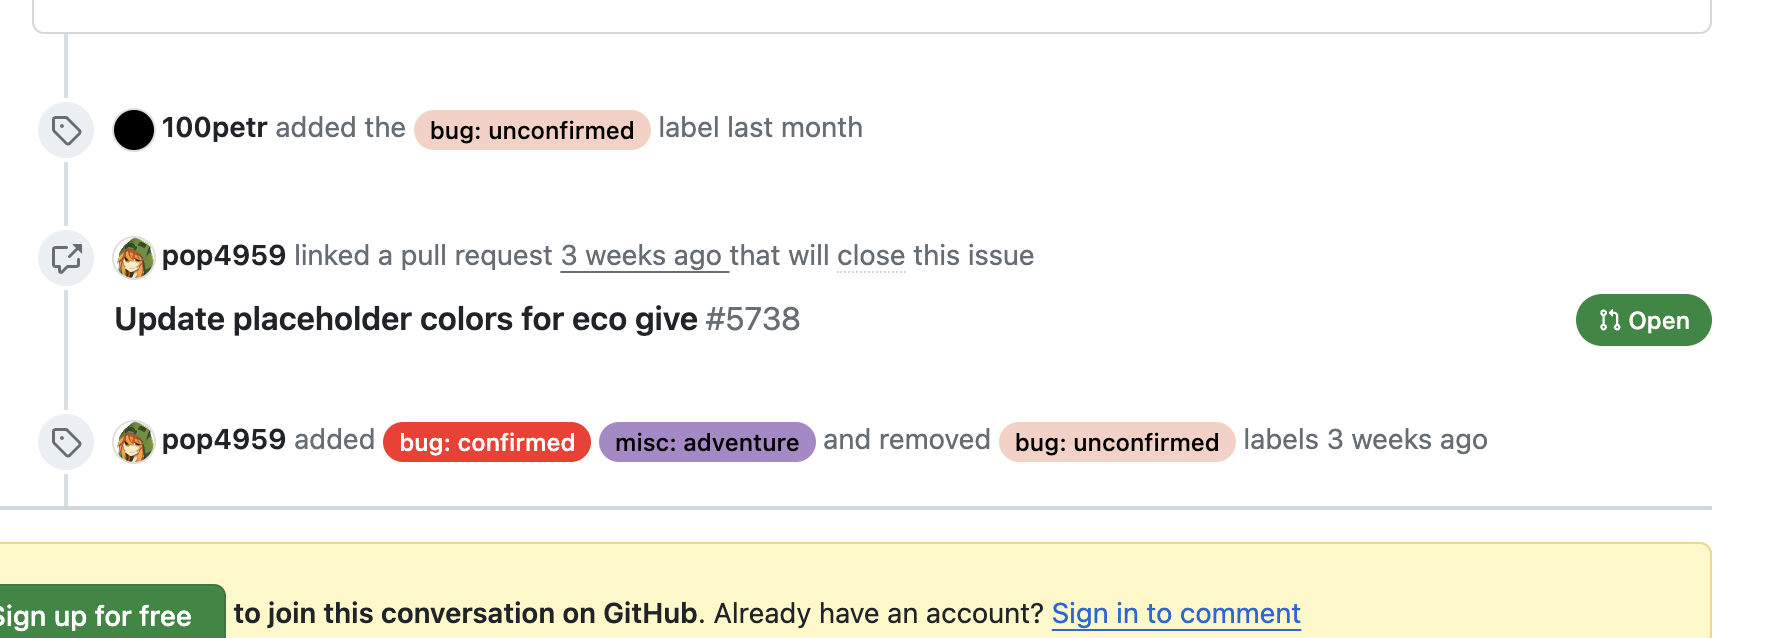 100petr added the bug: unconfirmed label last month
pop4959 linked a pull request 3 weeks ago that will close this issue
Update placeholder colors for eco give #5738
Open
pop4959 added bug: confirmed misc: adventure and removed bug: unconfirmed labels 3 weeks ago
Sign up for free to join this conversation on GitHub. Already have an account? Sign in to comment